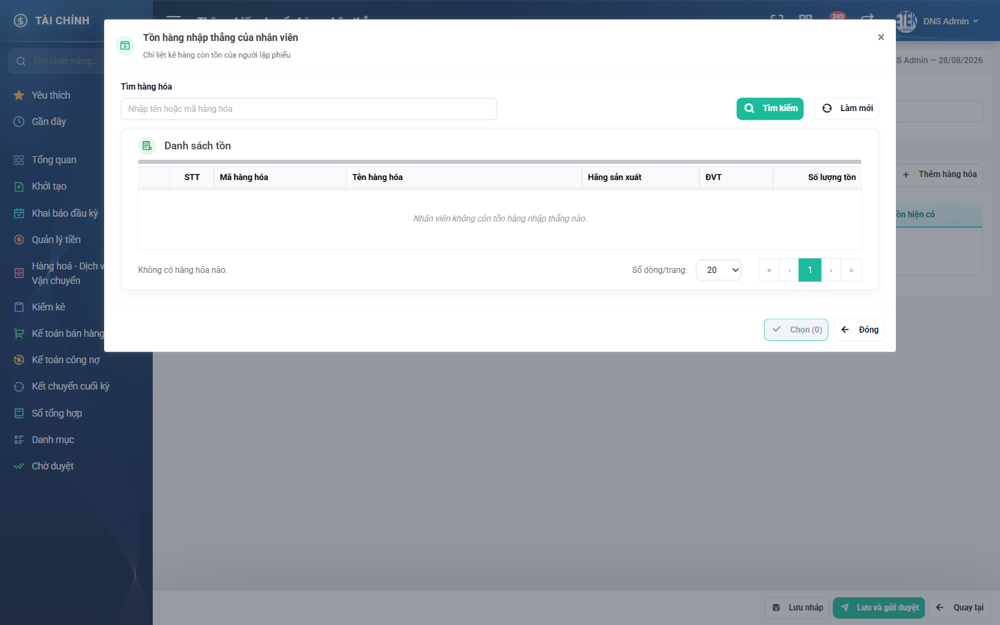 TÀI CHÍNH
345
DNS Admin
Tồn hàng nhập thẳng của nhân viên
Chỉ liệt kê hàng còn tồn của người lập phiếu
×
Tìm chức năng...
S Admin — 28/08/2026
Tìm hàng hóa
Nhập tên hoặc mã hàng hóa
Tìm kiếm
Làm mới
Yêu thích
Gần đây
Danh sách tồn
Tổng quan
Thêm hàng hóa
STT
Mã hàng hóa
Tên hàng hóa
Hãng sản xuất
ĐVT
Số lượng tồn
Khởi tạo
Khai báo đầu kỳ
ồn hiện có
Nhân viên không còn tồn hàng nhập thẳng nào.
Quản lý tiền
Hàng hoá - Dịch v
Vận chuyển
Không có hàng hóa nào.
Số dòng/trang:
20
« ‹ 1 › »
Kiểm kê
Kế toán bán hàng
Chọn (0)
Đóng
Kế toán công nợ
Kết chuyển cuối kỳ
Sổ tổng hợp
Danh mục
Chờ duyệt
Lưu nháp
Lưu và gửi duyệt
Quay lại